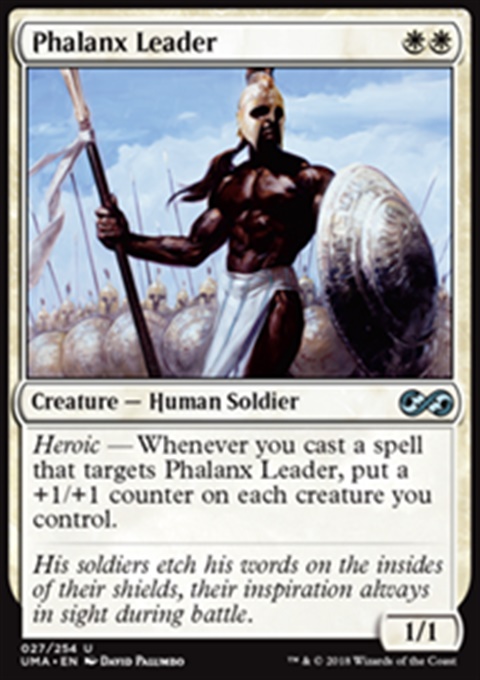 Phalanx Leader
Creature — Human Soldier
Heroic — Whenever you cast a spell
that targets Phalanx Leader, put a
+1/+1 counter on each creature you
control.
His soldiers etch his words on the insides
of their shields, their inspiration always
in sight during battle.
1/1
027/254 U
UMA • EN David Palumbo
™ & © 2018 Wizards of the Coast